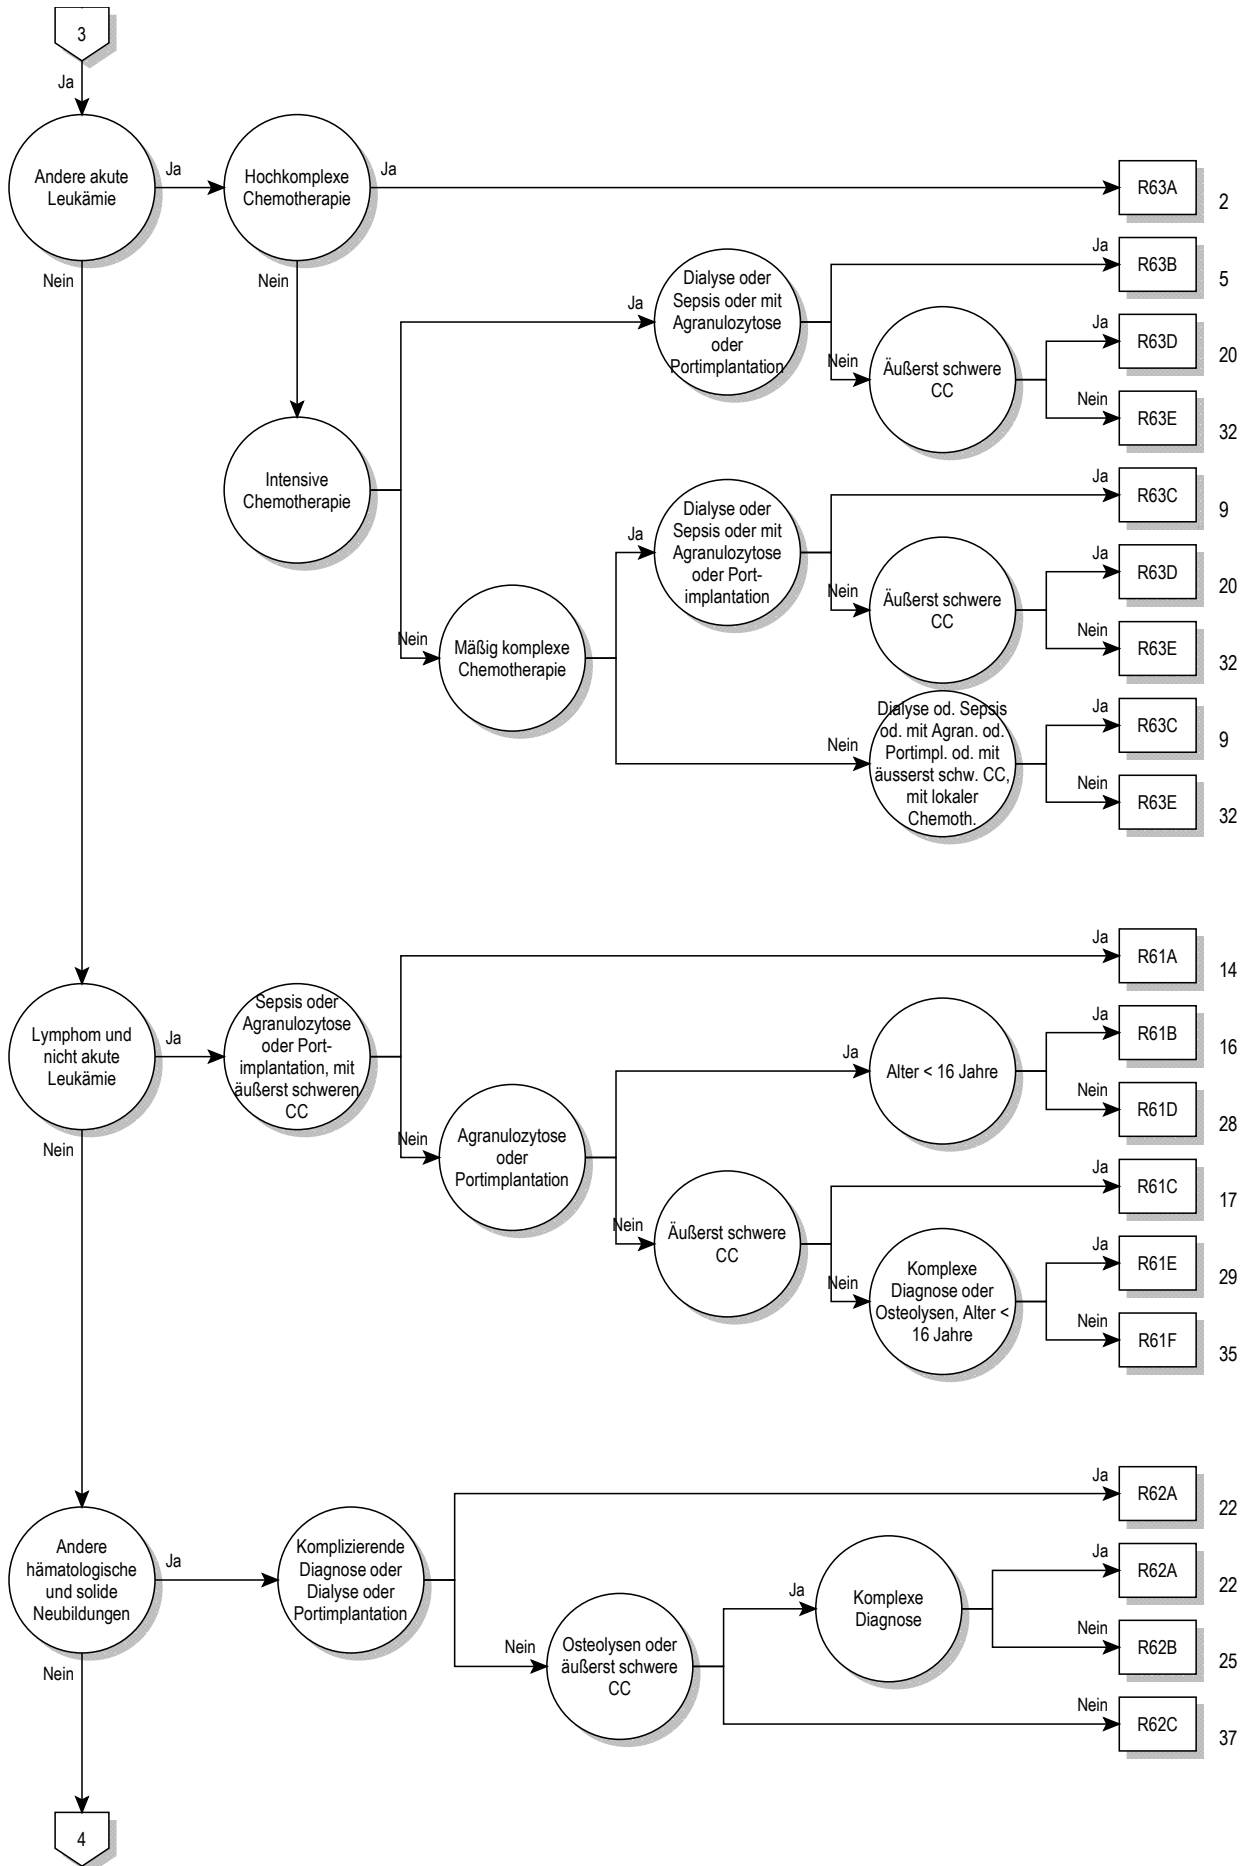 3
Ja
Andere akute
Leukämie
Ja
Hochkomplexe
Chemotherapie
Ja
R63A
2
Nein
Nein
Ja
Dialyse oder
Sepsis oder mit
Agranulozytose
oder
Portimplantation
Ja
R63B
5
Nein
Äußerst schwere
CC
Ja
R63D
20
Nein
R63E
32
Intensive
Chemotherapie
Ja
Dialyse oder
Sepsis oder mit
Agranulozytose
oder Port-
implantation
Ja
R63C
9
Nein
Äußerst schwere
CC
Ja
R63D
20
Nein
R63E
32
Nein
Mäßig komplexe
Chemotherapie
Nein
Dialyse od. Sepsis
od. mit Agran. od.
Portimpl. od. mit
äusserst schw. CC,
mit lokaler
Chemoth.
Ja
R63C
9
Nein
R63E
32
Lymphom und
nicht akute
Leukämie
Ja
Sepsis oder
Agranulozytose
oder Port-
implantation, mit
äußerst schweren
CC
Ja
R61A
14
Nein
Agranulozytose
oder
Portimplantation
Ja
Alter < 16 Jahre
Ja
R61B
16
Nein
R61D
28
Nein
Äußerst schwere
CC
Ja
R61C
17
Nein
Komplexe
Diagnose oder
Osteolysen, Alter <
16 Jahre
Ja
R61E
29
Nein
R61F
35
Nein
Andere
hämatologische
und solide
Neubildungen
Ja
Komplizierende
Diagnose oder
Dialyse oder
Portimplantation
Ja
R62A
22
Nein
Osteolysen oder
äußerst schwere
CC
Ja
Komplexe
Diagnose
Ja
R62A
22
Nein
R62B
25
Nein
R62C
37
Nein
4